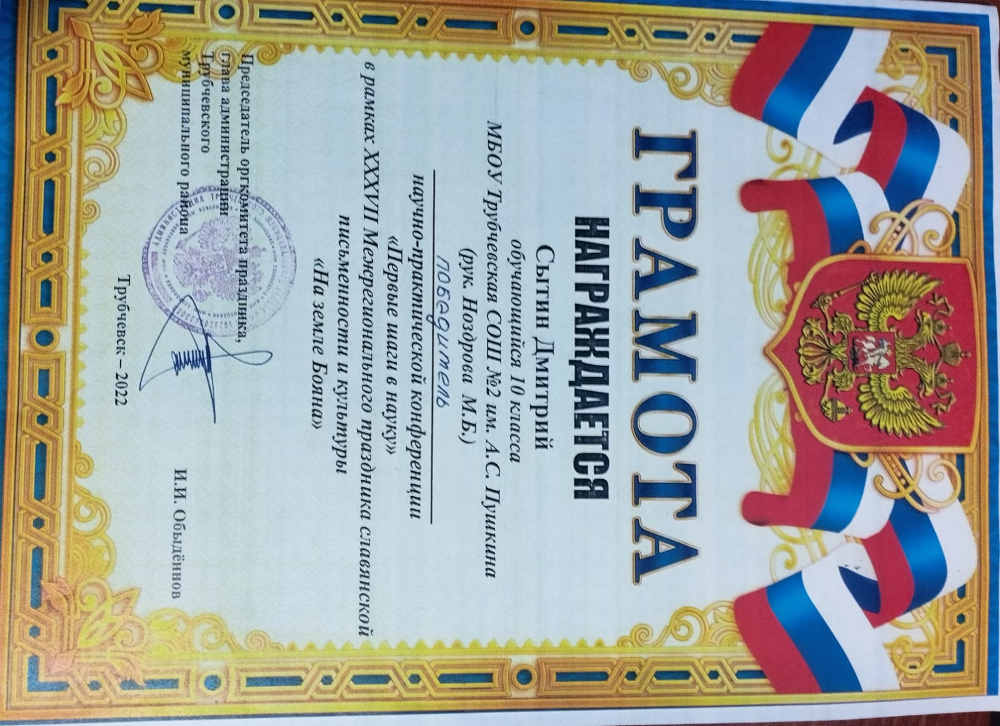 ГРАМОТА
НАГРАЖДАЕТСЯ
Сытин Дмитрий
обучающийся 10 класса
МБОУ Трубчевская СОШ №2 им. А.С. Пушкина
(рук. Ноздрова М.Б,)
победитель
научно-практической конференции
«Первые шаги в науку»
в рамках XXXVII Межрегионального праздника славянской
письменности и культуры
«На земле Бояна»
Председатель оргкомитета праздника,
глава администрации
Трубчевского
муниципального района
И.И. Обыдённов
Трубчевск – 2022